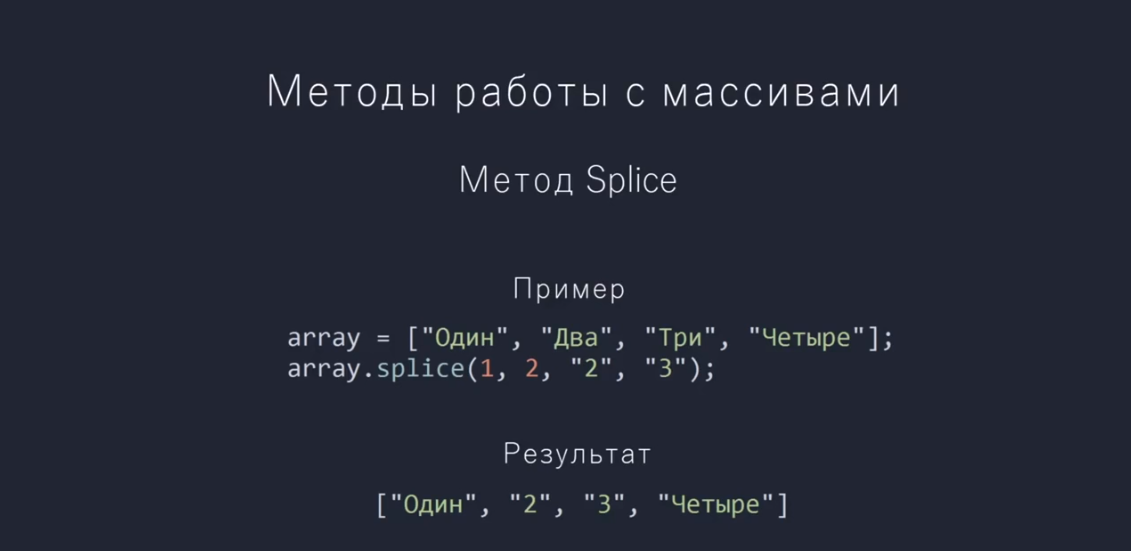 Методы работы с массивами
Метод Splice
Пример
array = ["Один", "Два", "Три", "Четыре"];
array.splice(1, 2, "2", "3");
Результат
["Один", "2", "3", "Четыре"]